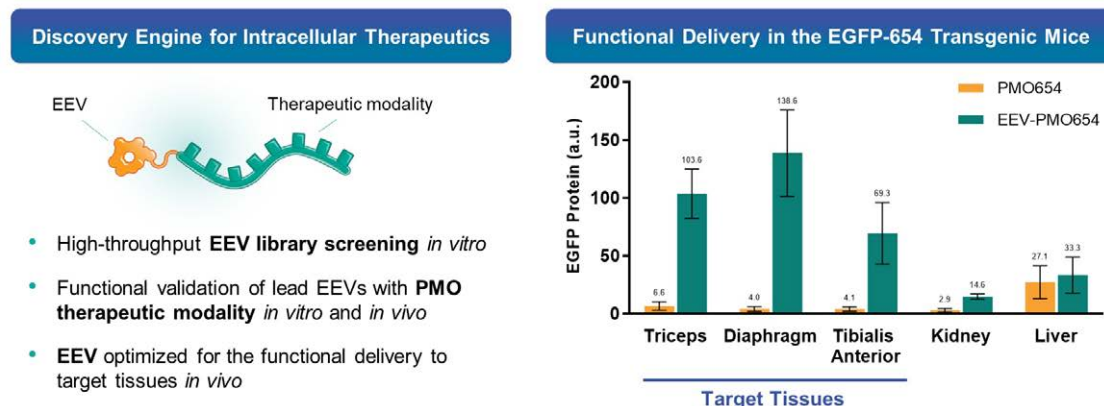 Discovery Engine for Intracellular Therapeutics
EEV
Therapeutic modality
• High-throughput EEV library screening in vitro
• Functional validation of lead EEVs with PMO
therapeutic modality in vitro and in vivo
• EEV optimized for the functional delivery to
target tissues in vivo
Functional Delivery in the EGFP-654 Transgenic Mice
EGFP Protein (a.u.)
200
150
100
50
0
PMO654
EEV-PMO654
6.6
103.6
4.0
138.6
4.1
69.3
2.9
14.6
27.1
33.3
Triceps
Diaphragm
Tibialis
Anterior
Kidney
Liver
Target Tissues